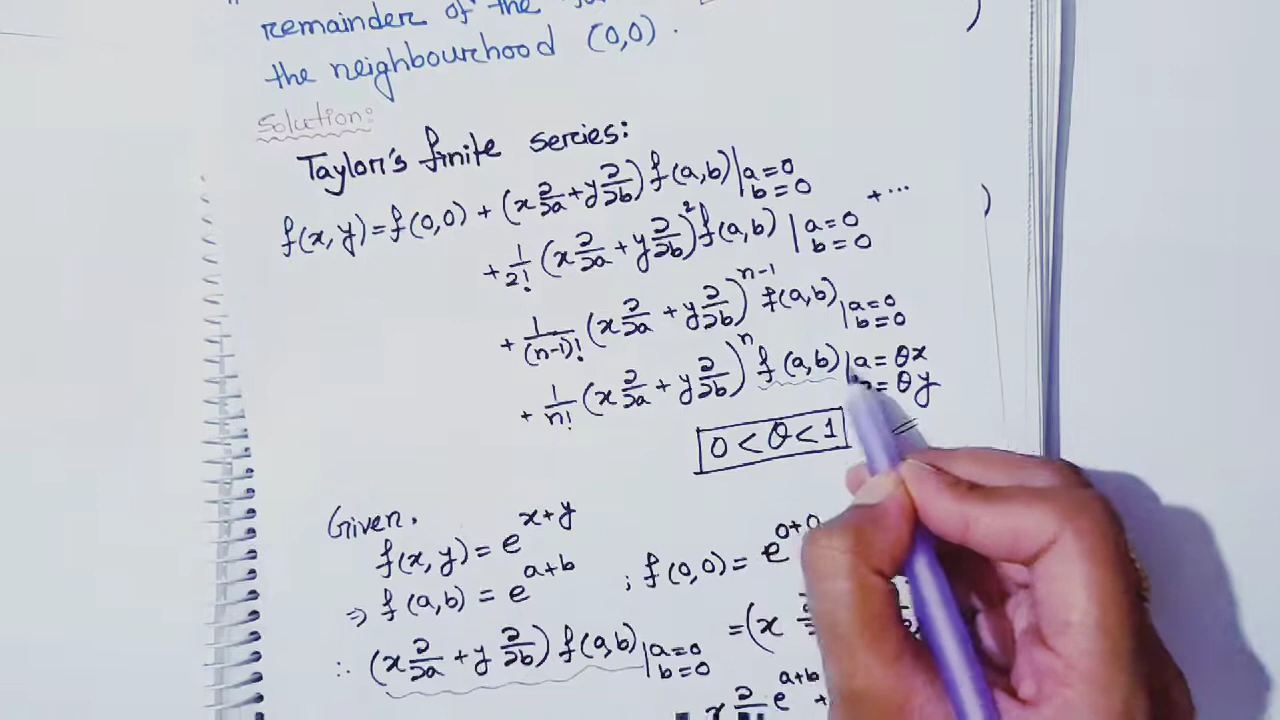 remainder of the
the neighbourhood (0,0).
Solution:
Taylor's finite series:
f(x,y)=f(0,0) + (x ∂/∂a + y ∂/∂b) f(a,b)|a=0 b=0
+ 1/2! (x ∂/∂a + y ∂/∂b)² f(a,b) |a=0 b=0 + ...
+ 1/(n-1)! (x ∂/∂a + y ∂/∂b)^(n-1) f(a,b)|a=0 b=0
+ 1/n! (x ∂/∂a + y ∂/∂b)^n f(a,b)|a=θx = θy
0<θ<1
Given,
f(x,y) = e^(x+y)
⇒ f(a,b) = e^(a+b) ; f(0,0) = e^(0+0)
∴ (x ∂/∂a + y ∂/∂b) f(a,b)|a=0 b=0 = (x
x ∂ e^(a+b) +